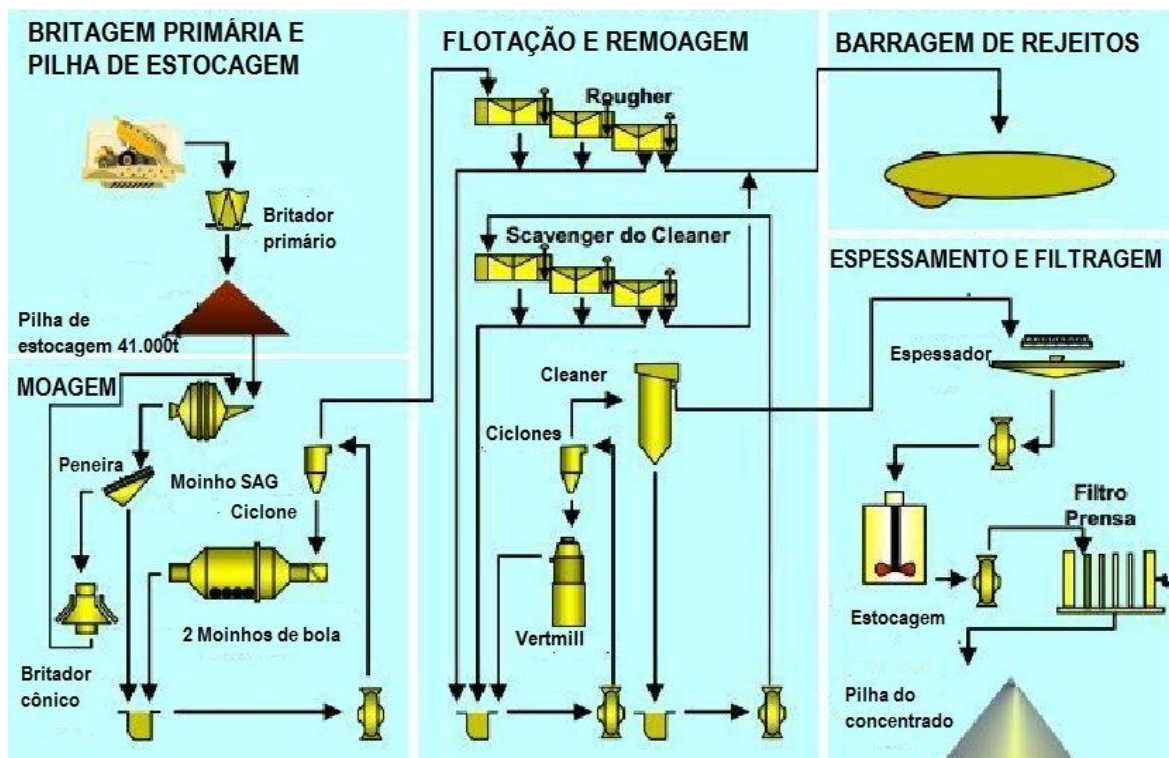 BRITAGEM PRIMÁRIA E
PILHA DE ESTOCAGEM
Britador
primário
Pilha de
estocagem 41.000t
MOAGEM
Peneira
Moinho SAG
Ciclone
2 Moinhos de bola
Britador
cônico
FLOTAÇÃO E REMOAGEM
Rougher
Scavenger do Cleaner
Cleaner
Ciclones
Vertmill
BARRAGEM DE REJEITOS
ESPESSAMENTO E FILTRAGEM
Espessador
Filtro
Prensa
Estocagem
Pilha do
concentrado